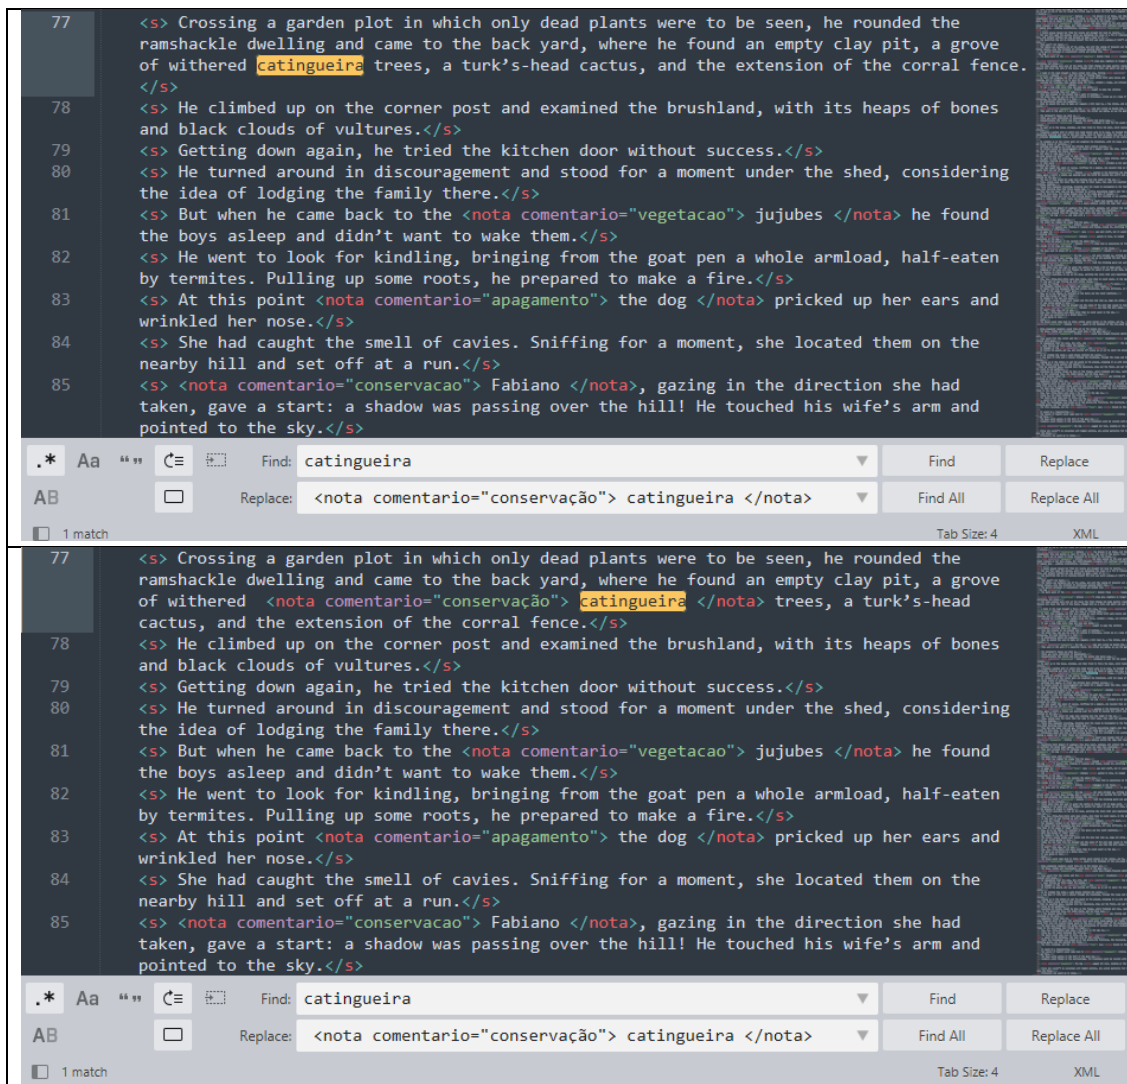 77 <s> Crossing a garden plot in which only dead plants were to be seen, he rounded the
ramshackle dwelling and came to the back yard, where he found an empty clay pit, a grove
of withered catingueira trees, a turk’s-head cactus, and the extension of the corral fence.
</s>
78 <s> He climbed up on the corner post and examined the brushland, with its heaps of bones
and black clouds of vultures.</s>
79 <s> Getting down again, he tried the kitchen door without success.</s>
80 <s> He turned around in discouragement and stood for a moment under the shed, considering
the idea of lodging the family there.</s>
81 <s> But when he came back to the <nota comentario="vegetacao"> jujubes </nota> he found
the boys asleep and didn’t want to wake them.</s>
82 <s> He went to look for kindling, bringing from the goat pen a whole armload, half-eaten
by termites. Pulling up some roots, he prepared to make a fire.</s>
83 <s> At this point <nota comentario="apagamento"> the dog </nota> pricked up her ears and
wrinkled her nose.</s>
84 <s> She had caught the smell of cavies. Sniffing for a moment, she located them on the
nearby hill and set off at a run.</s>
85 <s> <nota comentario="conservacao"> Fabiano </nota>, gazing in the direction she had
taken, gave a start: a shadow was passing over the hill! He touched his wife’s arm and
pointed to the sky.</s>
.* Aa “” Find: catingueira Find Replace
AB Replace: <nota comentario="conservação"> catingueira </nota> Find All Replace All
1 match Tab Size: 4 XML
77 <s> Crossing a garden plot in which only dead plants were to be seen, he rounded the
ramshackle dwelling and came to the back yard, where he found an empty clay pit, a grove
of withered <nota comentario="conservação"> catingueira </nota> trees, a turk’s-head
cactus, and the extension of the corral fence.</s>
78 <s> He climbed up on the corner post and examined the brushland, with its heaps of bones
and black clouds of vultures.</s>
79 <s> Getting down again, he tried the kitchen door without success.</s>
80 <s> He turned around in discouragement and stood for a moment under the shed, considering
the idea of lodging the family there.</s>
81 <s> But when he came back to the <nota comentario="vegetacao"> jujubes </nota> he found
the boys asleep and didn’t want to wake them.</s>
82 <s> He went to look for kindling, bringing from the goat pen a whole armload, half-eaten
by termites. Pulling up some roots, he prepared to make a fire.</s>
83 <s> At this point <nota comentario="apagamento"> the dog </nota> pricked up her ears and
wrinkled her nose.</s>
84 <s> She had caught the smell of cavies. Sniffing for a moment, she located them on the
nearby hill and set off at a run.</s>
85 <s> <nota comentario="conservacao"> Fabiano </nota>, gazing in the direction she had
taken, gave a start: a shadow was passing over the hill! He touched his wife’s arm and
pointed to the sky.</s>
.* Aa “” Find: catingueira Find Replace
AB Replace: <nota comentario="conservação"> catingueira </nota> Find All Replace All
1 match Tab Size: 4 XML